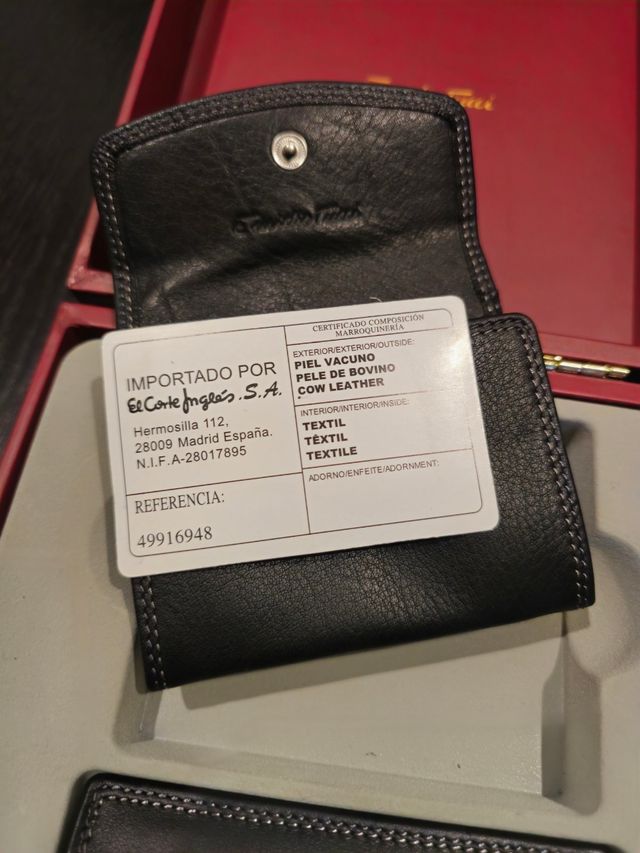 IMPORTADO POR
El Corte Inglés. S.A.
Hermosilla 112,
28009 Madrid España.
N.I.F.A-28017895
REFERENCIA:
49916948
CERTIFICADO COMPOSICIÓN
MARROQUINERÍA
EXTERIOR/EXTERIOR/OUTSIDE:
PIEL VACUNO
PELE DE BOVINO
COW LEATHER
INTERIOR/INTERIOR/INSIDE:
TEXTIL
TÊXTIL
TEXTILE
ADORNO/ENFEITE/ADORNMENT: